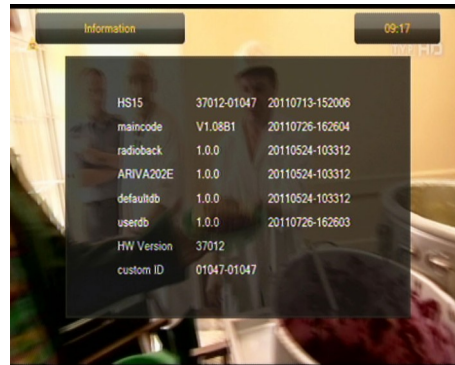 Information 09:17
TVP HD
HS15 37012-01047 20110713-152006
maincode V1.08B1 20110726-162604
radioback 1.0.0 20110524-103312
ARIVA202E 1.0.0 20110524-103312
defaultdb 1.0.0 20110524-103312
userdb 1.0.0 20110726-162603
HW Version 37012
custom ID 01047-01047